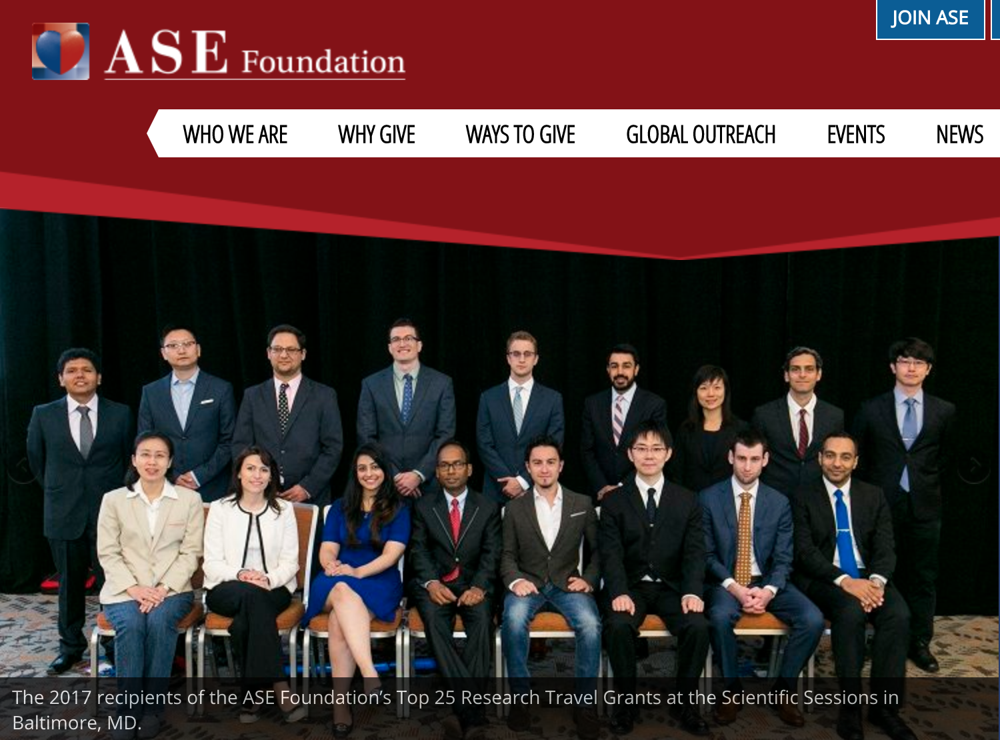 JOIN ASE
ASE Foundation
WHO WE ARE WHY GIVE WAYS TO GIVE GLOBAL OUTREACH EVENTS NEWS
The 2017 recipients of the ASE Foundation’s Top 25 Research Travel Grants at the Scientific Sessions in
Baltimore, MD.